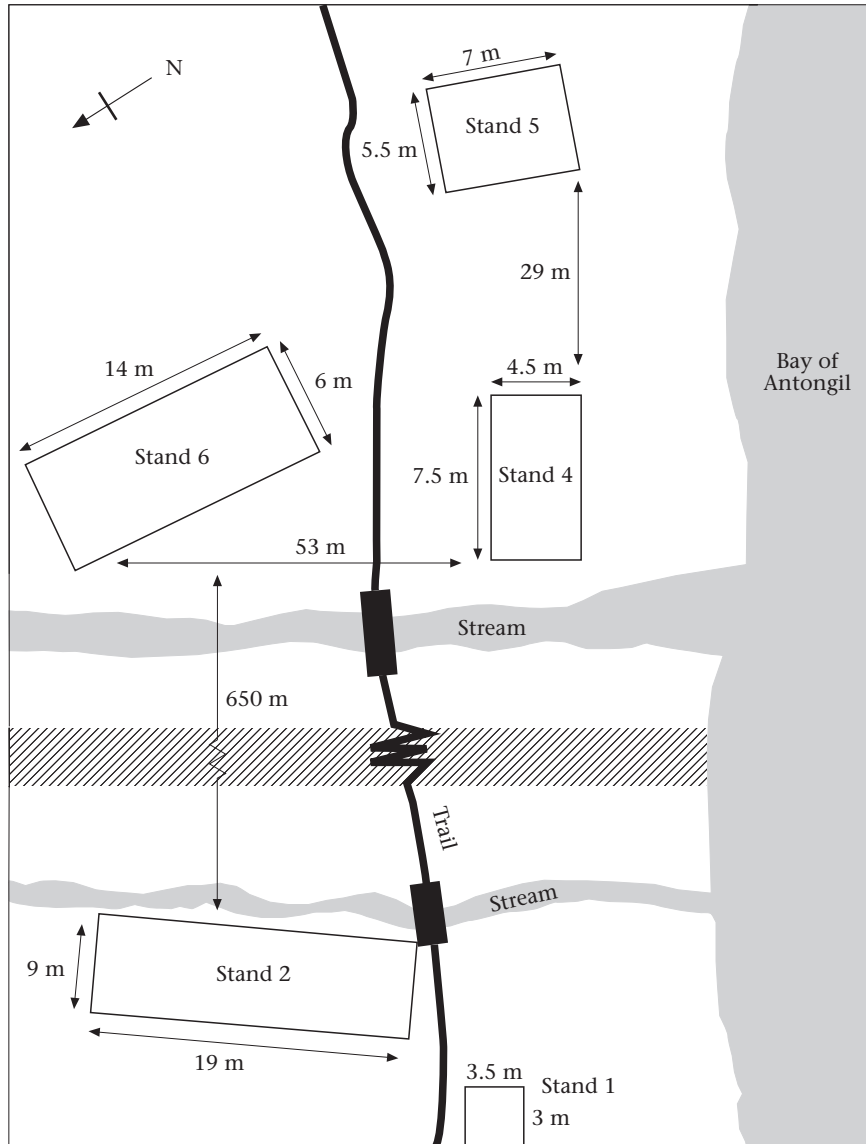 N
7 m
Stand 5
5.5 m
29 m
Bay of
Antongil
14 m
6 m
4.5 m
Stand 6
7.5 m
Stand 4
53 m
Stream
650 m
Trail
Stream
9 m
Stand 2
19 m
3.5 m
Stand 1
3 m